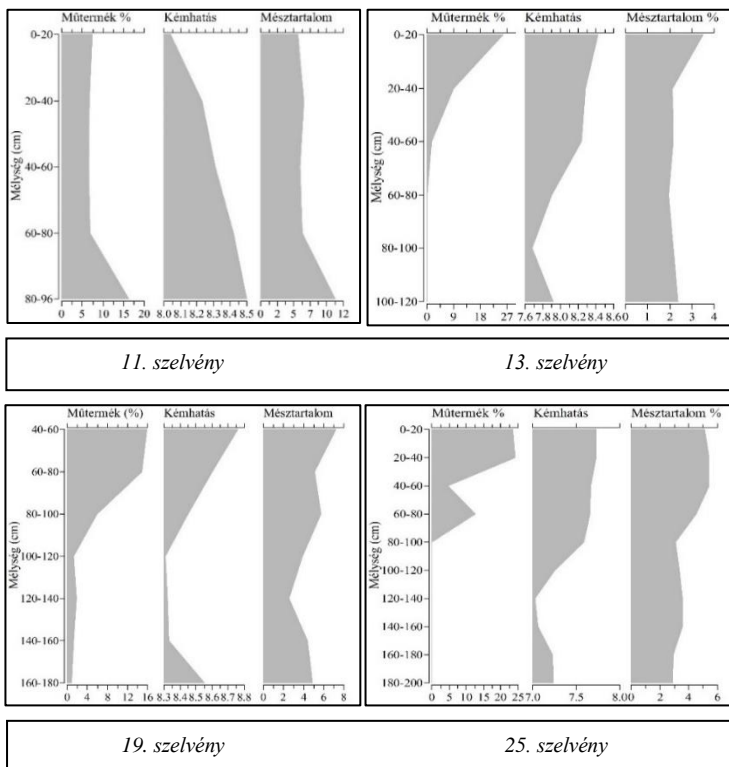 Műtermék % Kémhatás Mésztartalom
Mélység (cm)
0-20
20-40
40-60
60-80
80-96
0 5 10 15 20 8.0 8.1 8.2 8.3 8.4 8.5 0 2 5 7 10 12
Műtermék % Kémhatás Mésztartalom %
Mélység (cm)
0-20
20-40
40-60
60-80
80-100
100-120
0 9 18 27 7.6 7.8 8.0 8.2 8.4 8.6 0 1 2 3 4
11. szelvény 13. szelvény
Műtermék (%) Kémhatás Mésztartalom
Mélység (cm)
40-60
60-80
80-100
100-120
120-140
140-160
160-180
0 4 8 12 16 8.3 8.4 8.5 8.6 8.7 8.8 0 2 4 6 8
Műtermék % Kémhatás Mésztartalom %
Mélység (cm)
0-20
20-40
40-60
60-80
80-100
100-120
120-140
140-160
160-180
180-200
0 5 10 15 20 25 7.0 7.5 8.0 0 2 4 6
19. szelvény 25. szelvény